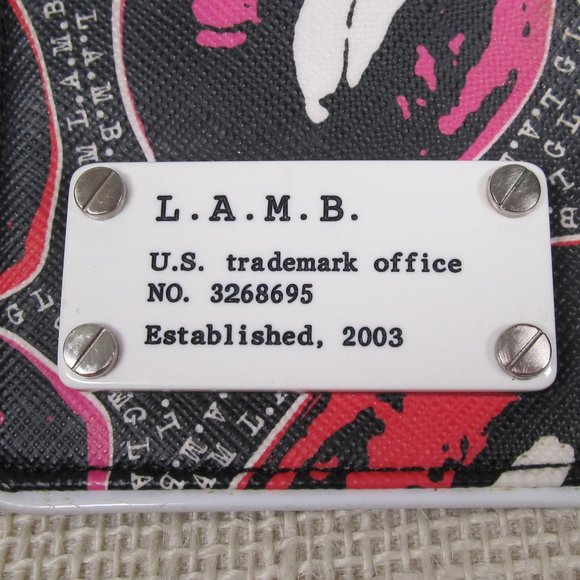 L.A.M.B.
U.S. trademark office
NO. 3268695
Established, 2003